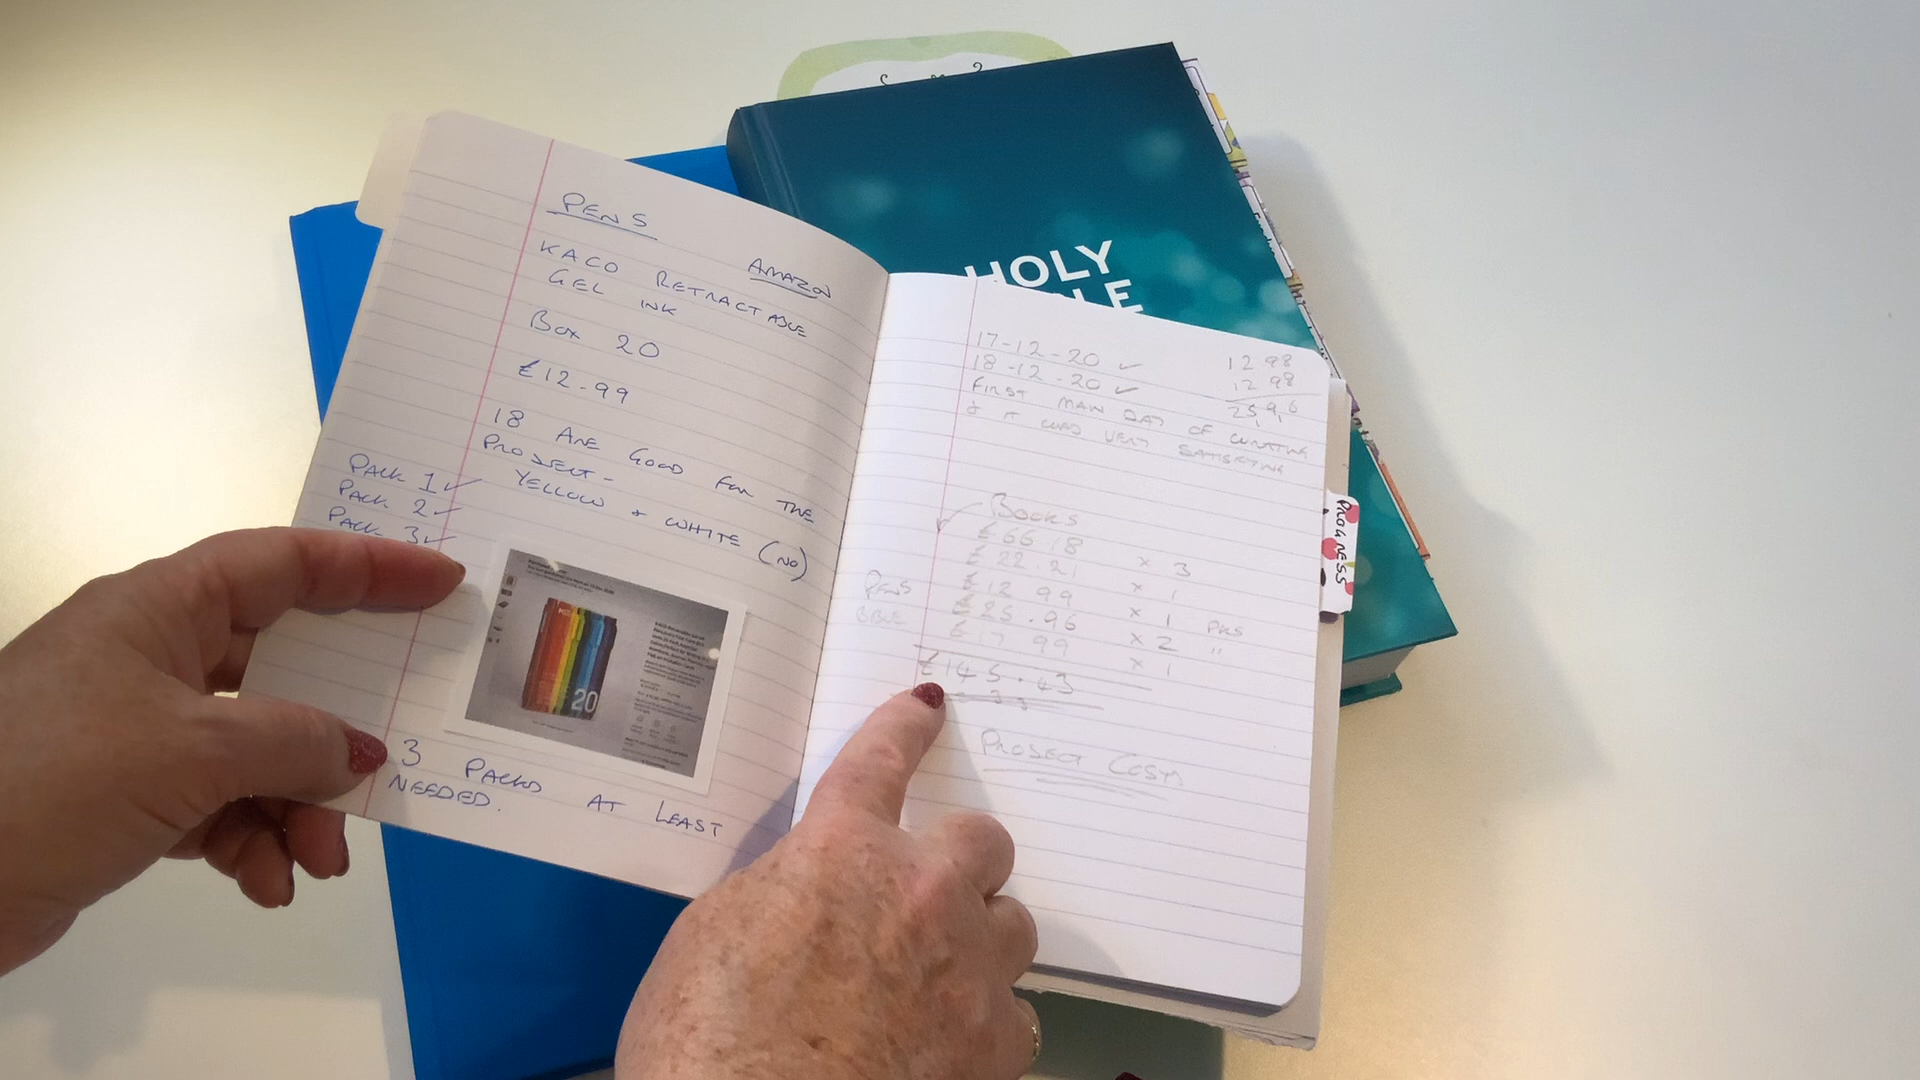 HOLY
PENS
AMAZON
KACO RETRACTABLE
GEL INK
BOX 20
£12.99
18 ARE GOOD FOR THE
PROJECT -
YELLOW & WHITE (NO)
PACK 1 ✓
PACK 2 ✓
PACK 3 ✓
20
3 PACKS AT LEAST
NEEDED.
17-12-20 ✓
18-12-20 ✓
FIRST MAIN DAY OF CURATING
& IT WAS VERY SATISFYING
12 98
12 98
25 9,6
BOOKS
£66 18 x 3
£22.21 x 1
PENS £12 99 x 1 PKS
£25.96 x 2 "
BIBLE £17 99 x 1
£145.43
PROJECT COSTS
PROGRESS